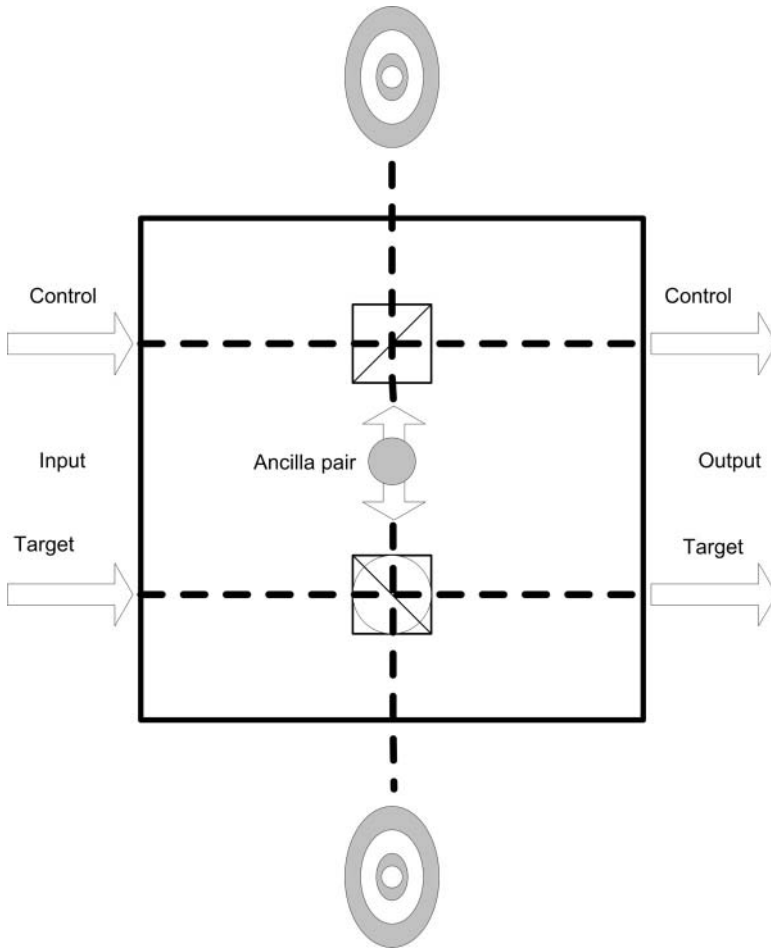 Control
Control
Input
Ancilla pair
Output
Target
Target